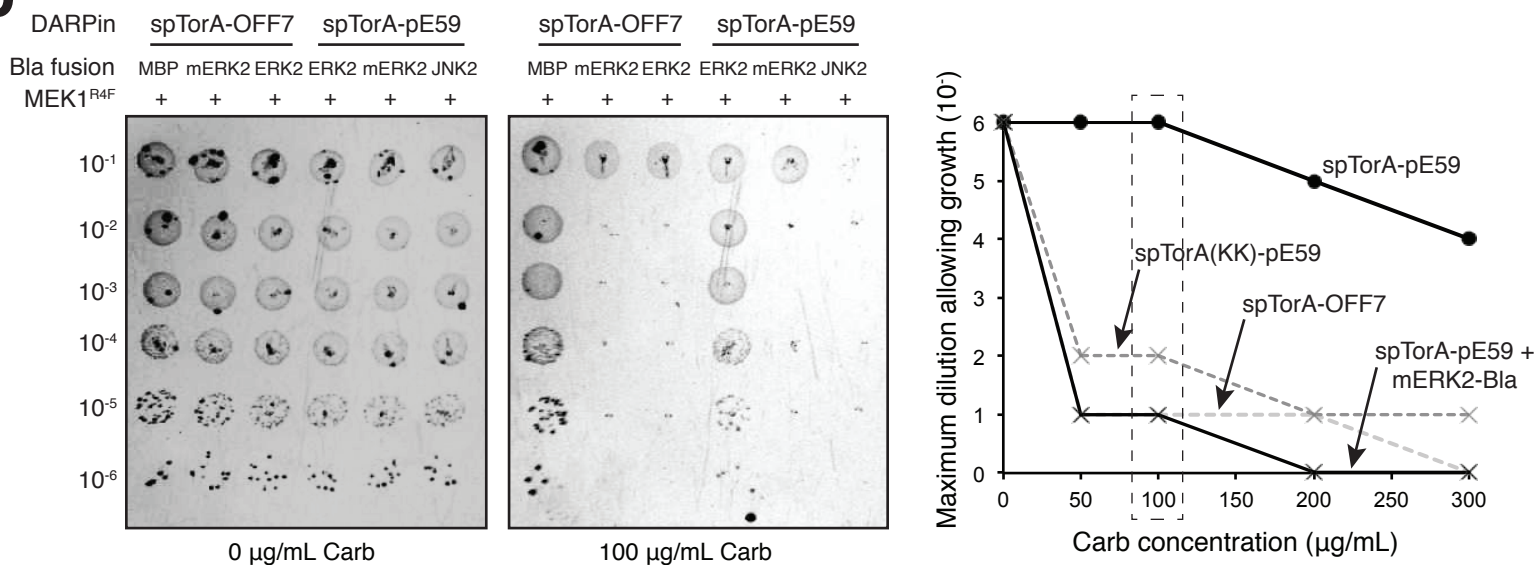 DARPin spTorA-OFF7 spTorA-pE59 spTorA-OFF7 spTorA-pE59
Bla fusion MBP mERK2 ERK2 ERK2 mERK2 JNK2 MBP mERK2 ERK2 ERK2 mERK2 JNK2
MEK1R4F + + + + + + + + + + + +
10-1
10-2
10-3
10-4
10-5
10-6
0 µg/mL Carb
100 µg/mL Carb
Maximum dilution allowing growth (10-)
6
5
4
3
2
1
0
spTorA-pE59
spTorA(KK)-pE59
spTorA-OFF7
spTorA-pE59 +
mERK2-Bla
0 50 100 150 200 250 300
Carb concentration (µg/mL)